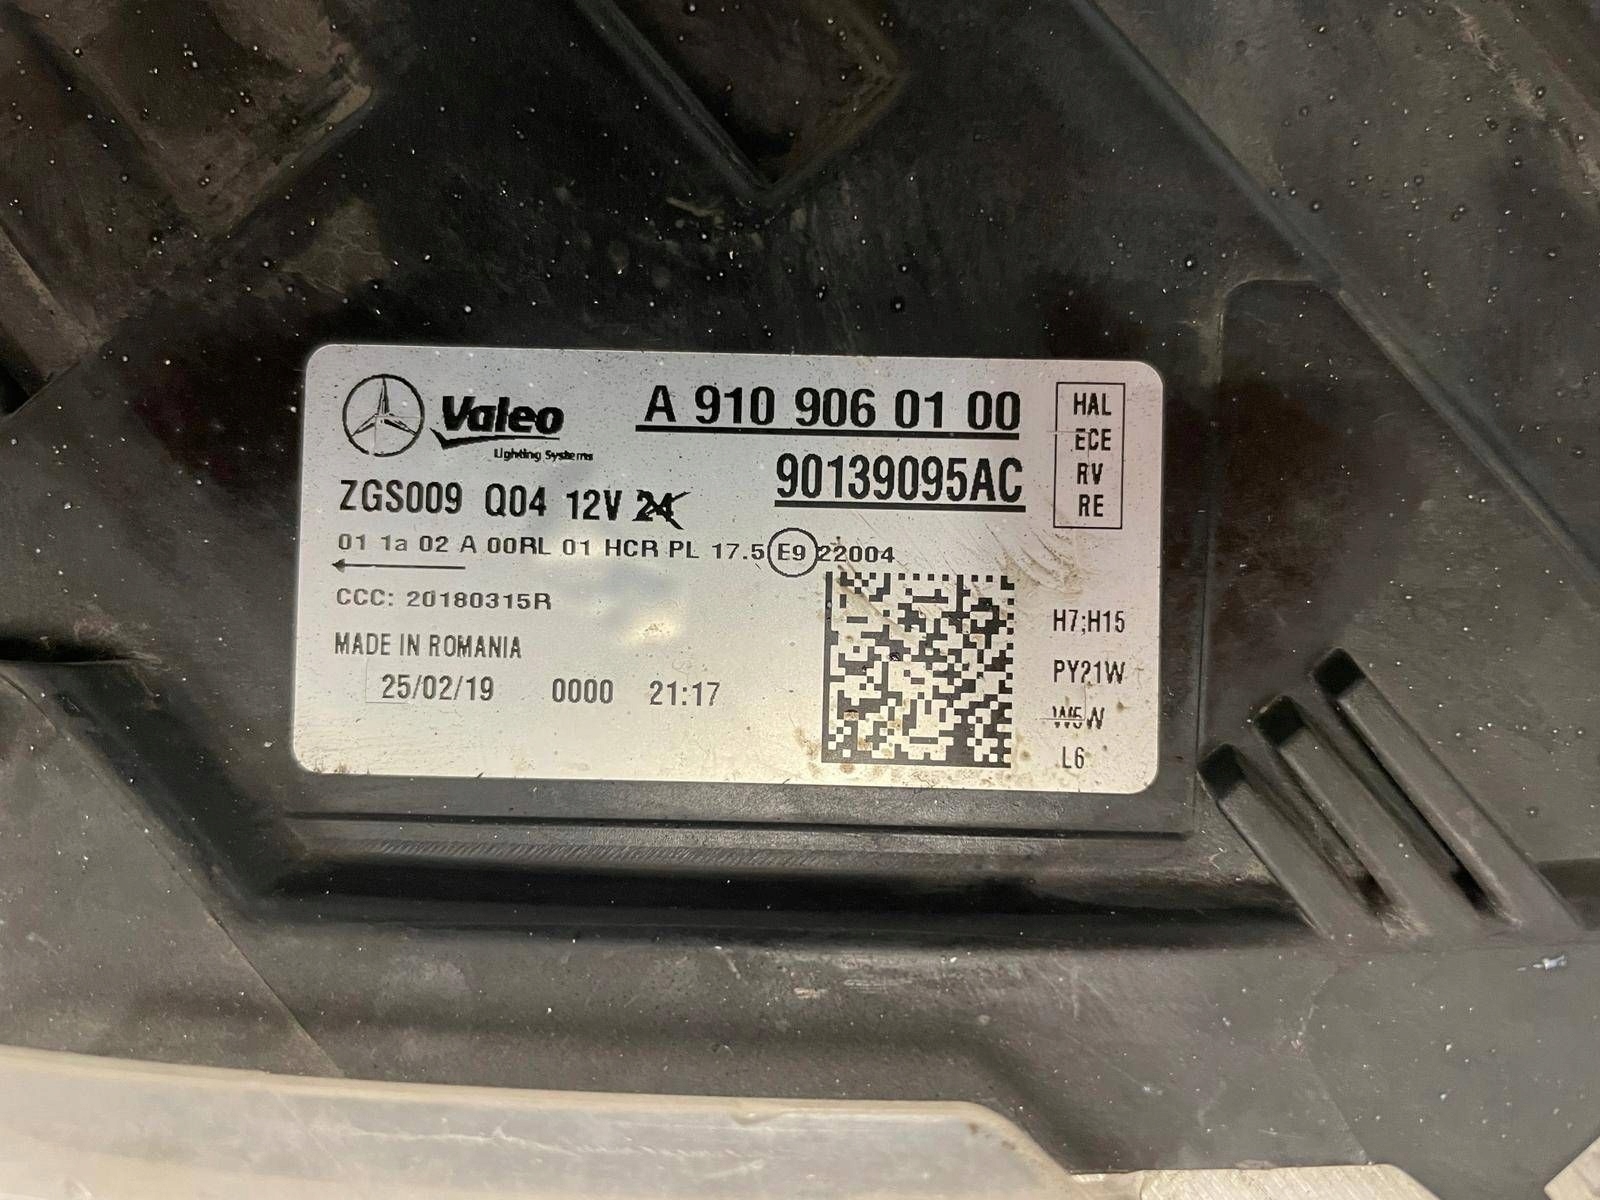 Valeo
Lighting Systems
A 910 906 01 00
90139095AC
HAL
ECE
RV
RE
ZGS009 Q04 12V 24
01 1a 02 A 00RL 01 HCR PL 17.5 E9 22004
CCC: 20180315R
MADE IN ROMANIA
25/02/19 0000 21:17
H7;H15
PY21W
W5W
L6